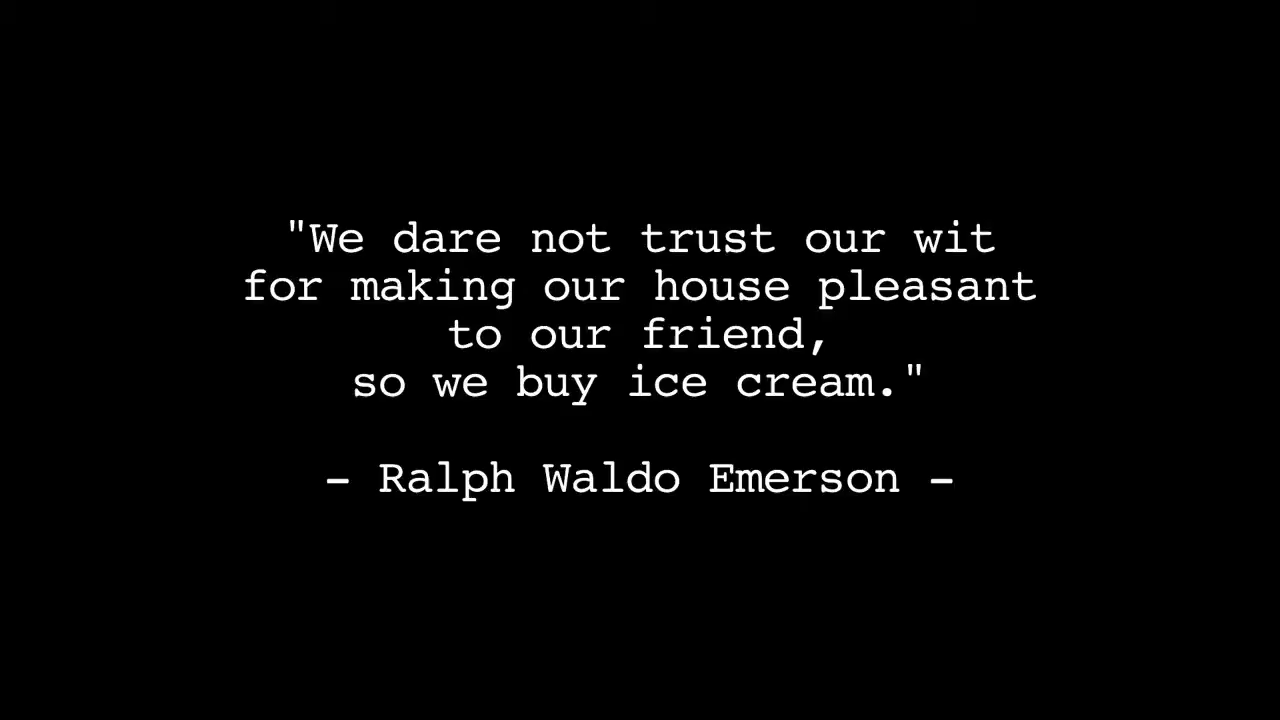 "We dare not trust our wit
for making our house pleasant
to our friend,
so we buy ice cream."
– Ralph Waldo Emerson –